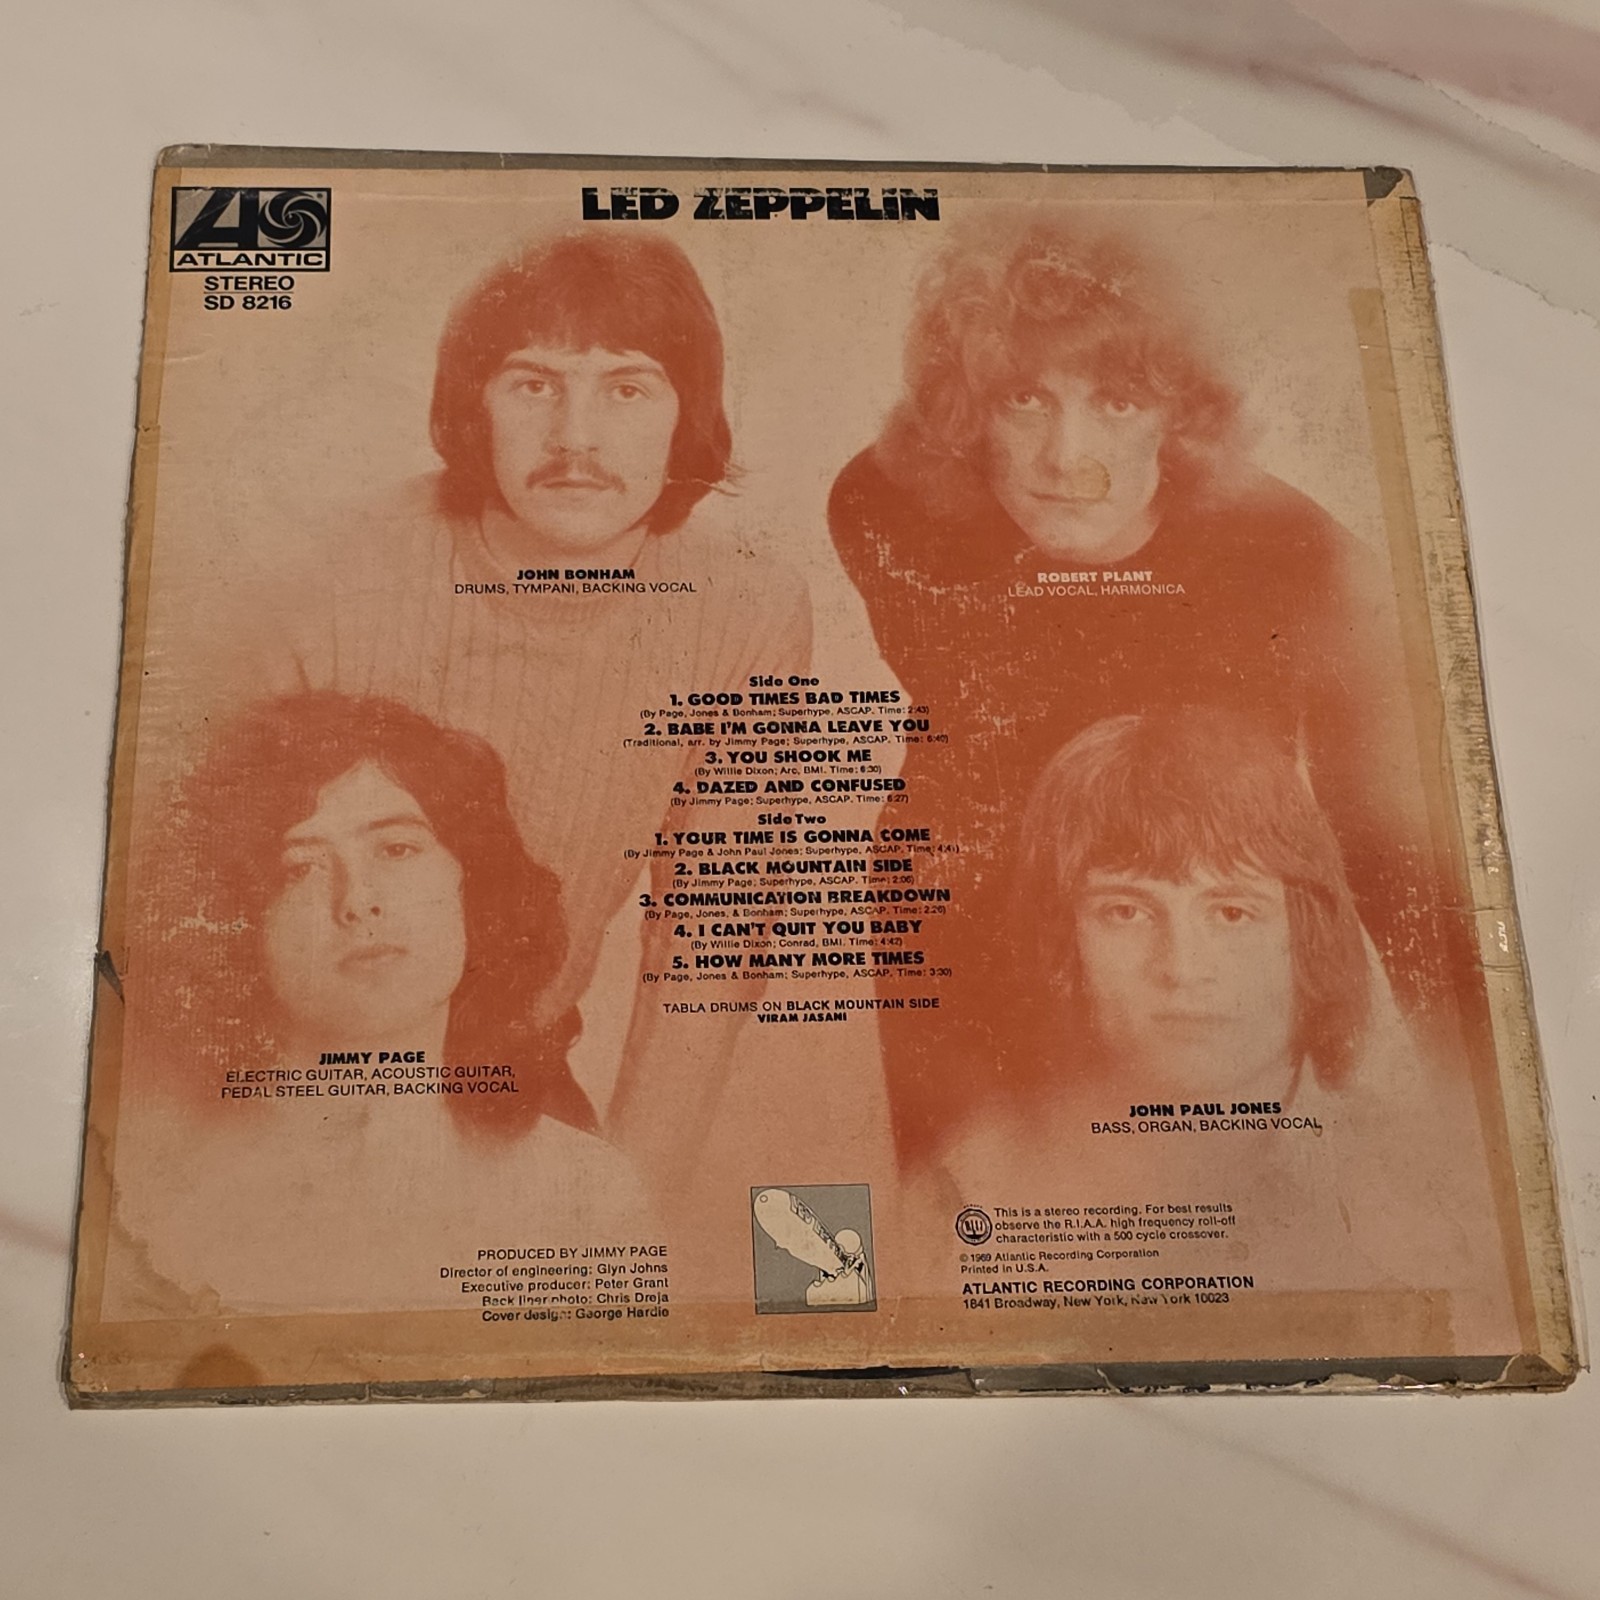 ATLANTIC
STEREO
SD 8216
LED ZEPPELIN
JOHN BONHAM
DRUMS, TYMPANI, BACKING VOCAL
ROBERT PLANT
LEAD VOCAL, HARMONICA
Side One
1. GOOD TIMES BAD TIMES
(By Page, Jones & Bonham; Superhype, ASCAP. Time: 2:43)
2. BABE I'M GONNA LEAVE YOU
(Traditional, arr. by Jimmy Page; Superhype, ASCAP. Time: 6:40)
3. YOU SHOOK ME
(By Willie Dixon; Arc, BMI. Time: 6:30)
4. DAZED AND CONFUSED
(By Jimmy Page; Superhype, ASCAP. Time: 6:27)
Side Two
1. YOUR TIME IS GONNA COME
(By Jimmy Page & John Paul Jones; Superhype, ASCAP. Time: 4:41)
2. BLACK MOUNTAIN SIDE
(By Jimmy Page; Superhype, ASCAP. Time: 2:06)
3. COMMUNICATION BREAKDOWN
(By Page, Jones, & Bonham; Superhype, ASCAP. Time: 2:26)
4. I CAN'T QUIT YOU BABY
(By Willie Dixon; Conrad, BMI. Time: 4:42)
5. HOW MANY MORE TIMES
(By Page, Jones & Bonham; Superhype, ASCAP. Time: 3:30)
TABLA DRUMS ON BLACK MOUNTAIN SIDE
VIRAM JASANI
JIMMY PAGE
ELECTRIC GUITAR, ACOUSTIC GUITAR,
PEDAL STEEL GUITAR, BACKING VOCAL
JOHN PAUL JONES
BASS, ORGAN, BACKING VOCAL
PRODUCED BY JIMMY PAGE
Director of engineering: Glyn Johns
Executive producer: Peter Grant
Back liner photo: Chris Dreja
Cover design: George Hardie
This is a stereo recording. For best results
observe the R.I.A.A. high frequency roll-off
characteristic with a 500 cycle crossover.
© 1969 Atlantic Recording Corporation
Printed in U.S.A.
ATLANTIC RECORDING CORPORATION
1841 Broadway, New York, New York 10023